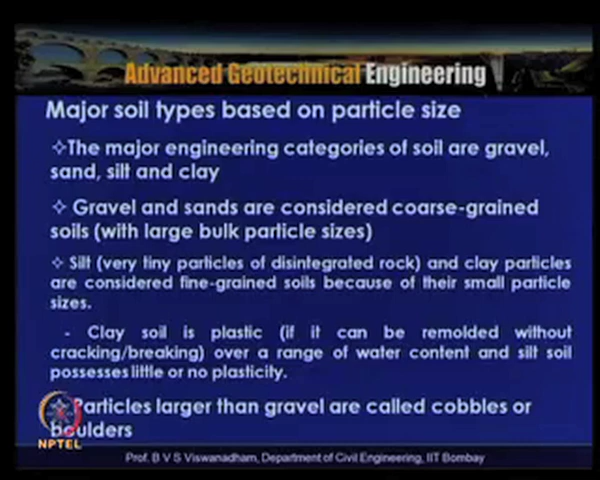 Advanced Geotechnical Engineering
Major soil types based on particle size
✧The major engineering categories of soil are gravel,
sand, silt and clay
✧ Gravel and sands are considered coarse-grained
soils (with large bulk particle sizes)
✧ Silt (very tiny particles of disintegrated rock) and clay particles
are considered fine-grained soils because of their small particle
sizes.
- Clay soil is plastic (if it can be remolded without
cracking/breaking) over a range of water content and silt soil
possesses little or no plasticity.
Particles larger than gravel are called cobbles or
boulders
NPTEL
Prof. B V S Viswanadham, Department of Civil Engineering, IIT Bombay